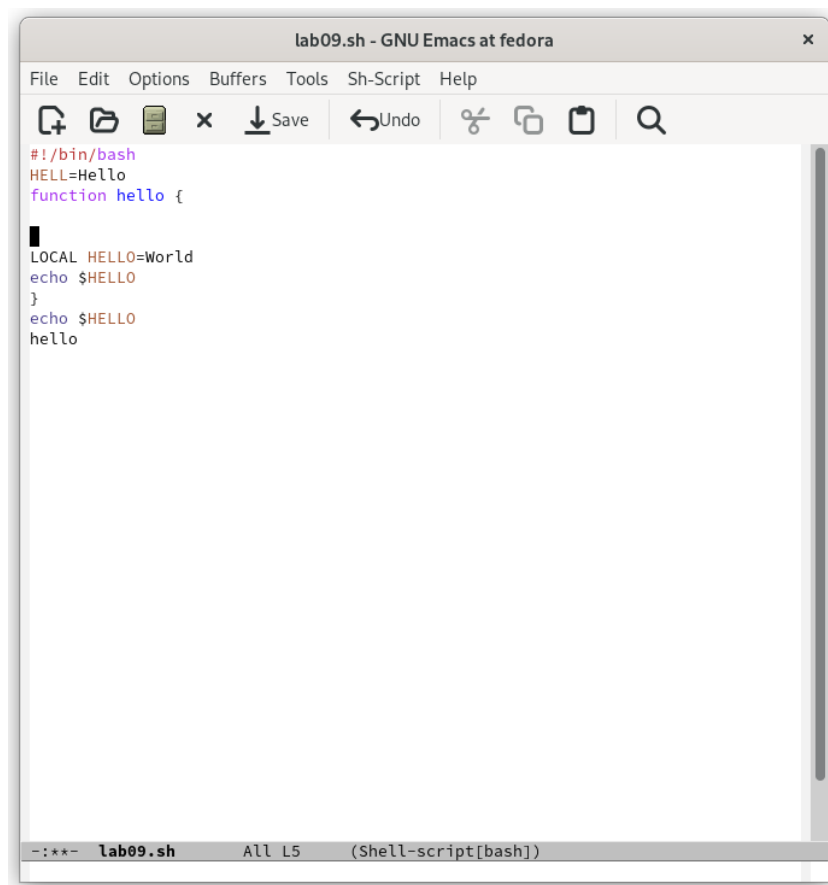 lab09.sh - GNU Emacs at fedora
File Edit Options Buffers Tools Sh-Script Help
Save Undo
#!/bin/bash
HELL=Hello
function hello {
LOCAL HELLO=World
echo $HELLO
}
echo $HELLO
hello
-:**- lab09.sh All L5 (Shell-script[bash])